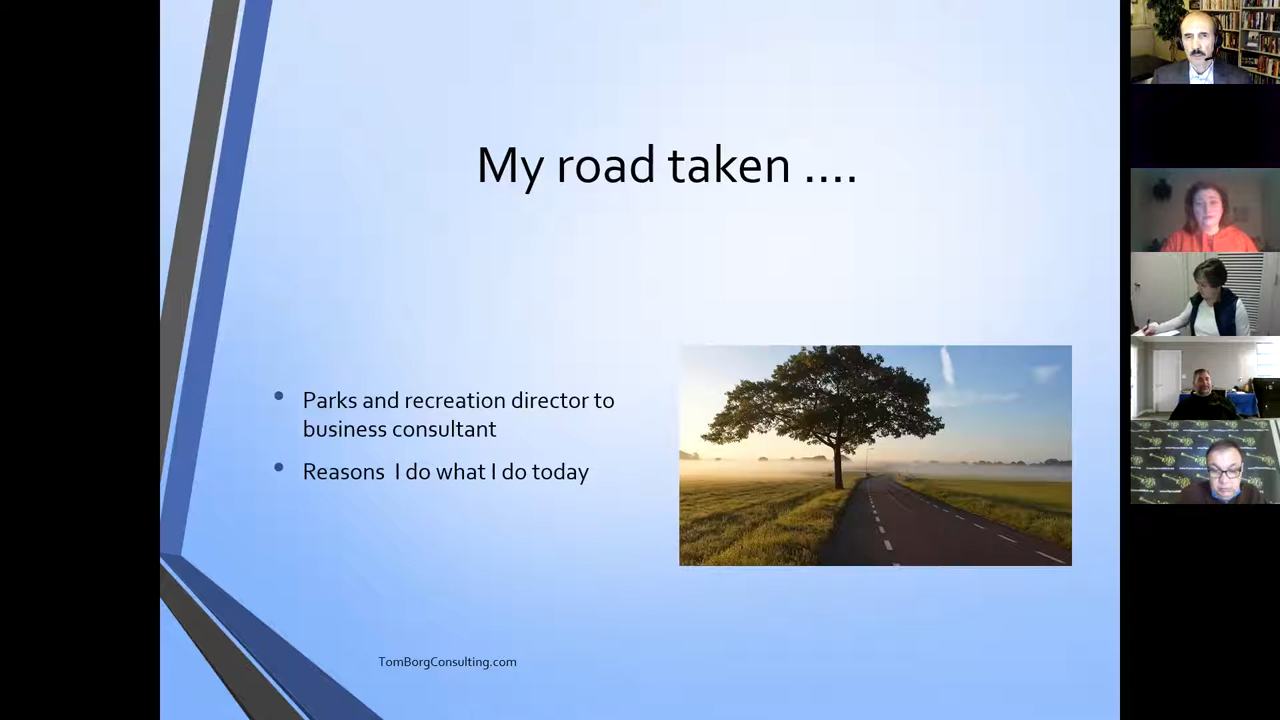 My road taken ....
• Parks and recreation director to
business consultant
• Reasons  I do what I do today
TomBorgConsulting.com